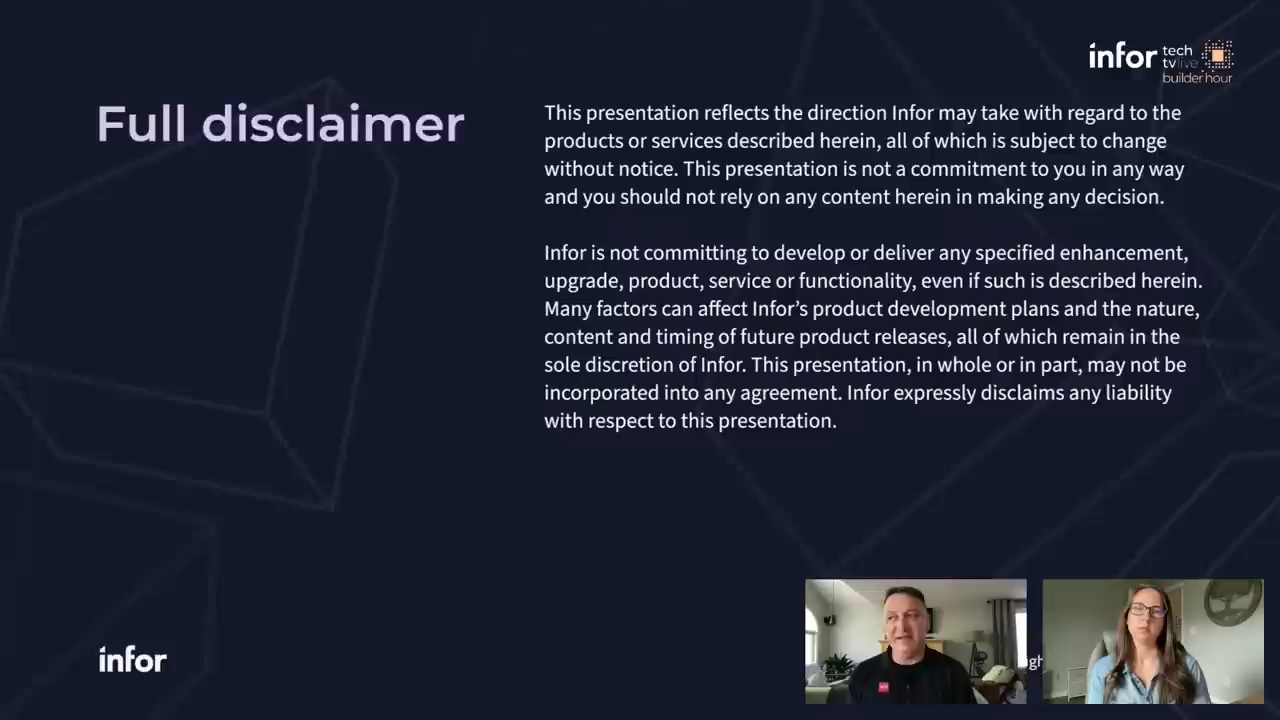 infor tech
tvlive
builder hour
Full disclaimer
This presentation reflects the direction Infor may take with regard to the
products or services described herein, all of which is subject to change
without notice. This presentation is not a commitment to you in any way
and you should not rely on any content herein in making any decision.
Infor is not committing to develop or deliver any specified enhancement,
upgrade, product, service or functionality, even if such is described herein.
Many factors can affect Infor’s product development plans and the nature,
content and timing of future product releases, all of which remain in the
sole discretion of Infor. This presentation, in whole or in part, may not be
incorporated into any agreement. Infor expressly disclaims any liability
with respect to this presentation.
infor